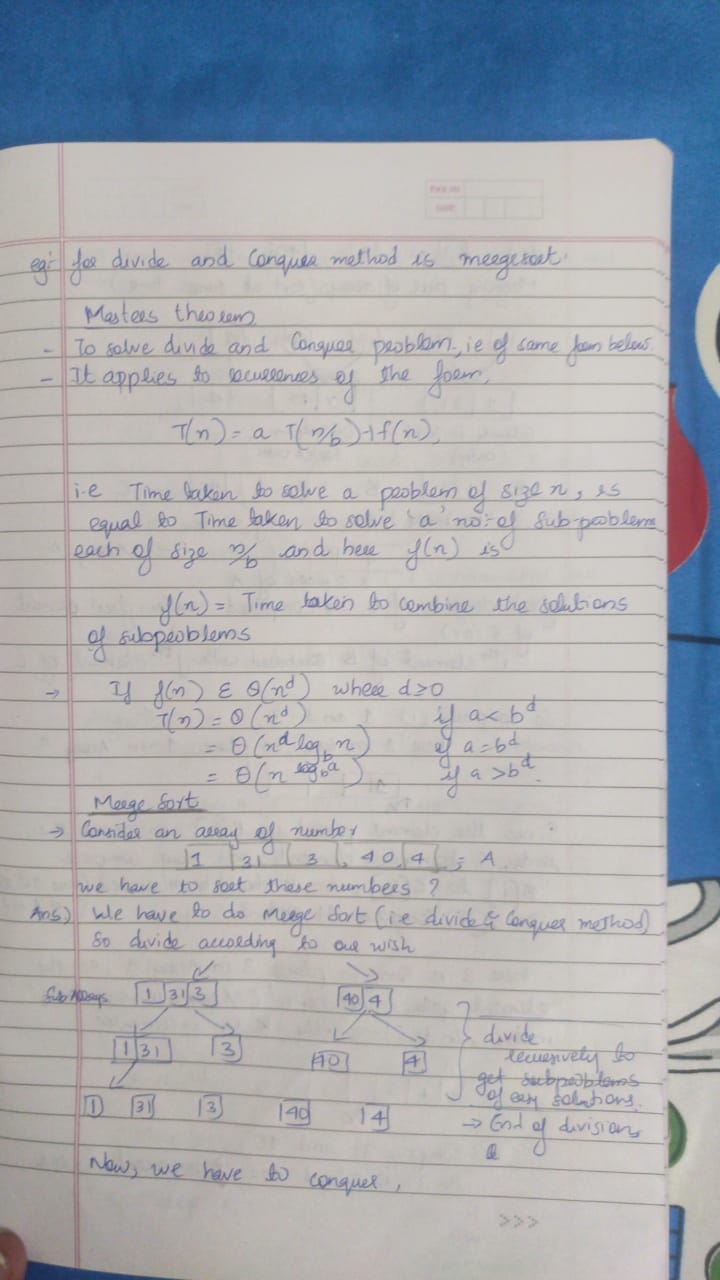 PAGE NO
DATE
eg:- for divide and Conquer method is mergesort.
Masters theorem
- To solve divide and Conquer problem, ie of same form below.
- It applies to recurrences of the form,
T(n) = a T(n/b) + f(n),
i.e Time taken to solve a problem of size n, is
equal to Time taken to solve 'a' no: of Sub-problems
each of size n/b and here f(n) is
f(n) = Time taken to combine the solutions
of subproblems
→ If f(n) ∈ Θ(n^d) where d≥0
T(n) = Θ(n^d) if a < b^d
= Θ(n^d log_b n) if a = b^d
= Θ(n^log_b a) if a > b^d.
Merge Sort
→ Consider an array of number
1 31 3, 40, 4 = A
we have to sort these numbers ?
Ans) We have to do Merge Sort (i.e divide & Conquer method)
So divide according to our wish
Sub Arrays 1 31 3 40 4
divide
1 31 3 40 4 recursively to
get subproblems
of easy solutions.
1 31 3 40 4 → End of divisions
Now, we have to conquer,
>>>